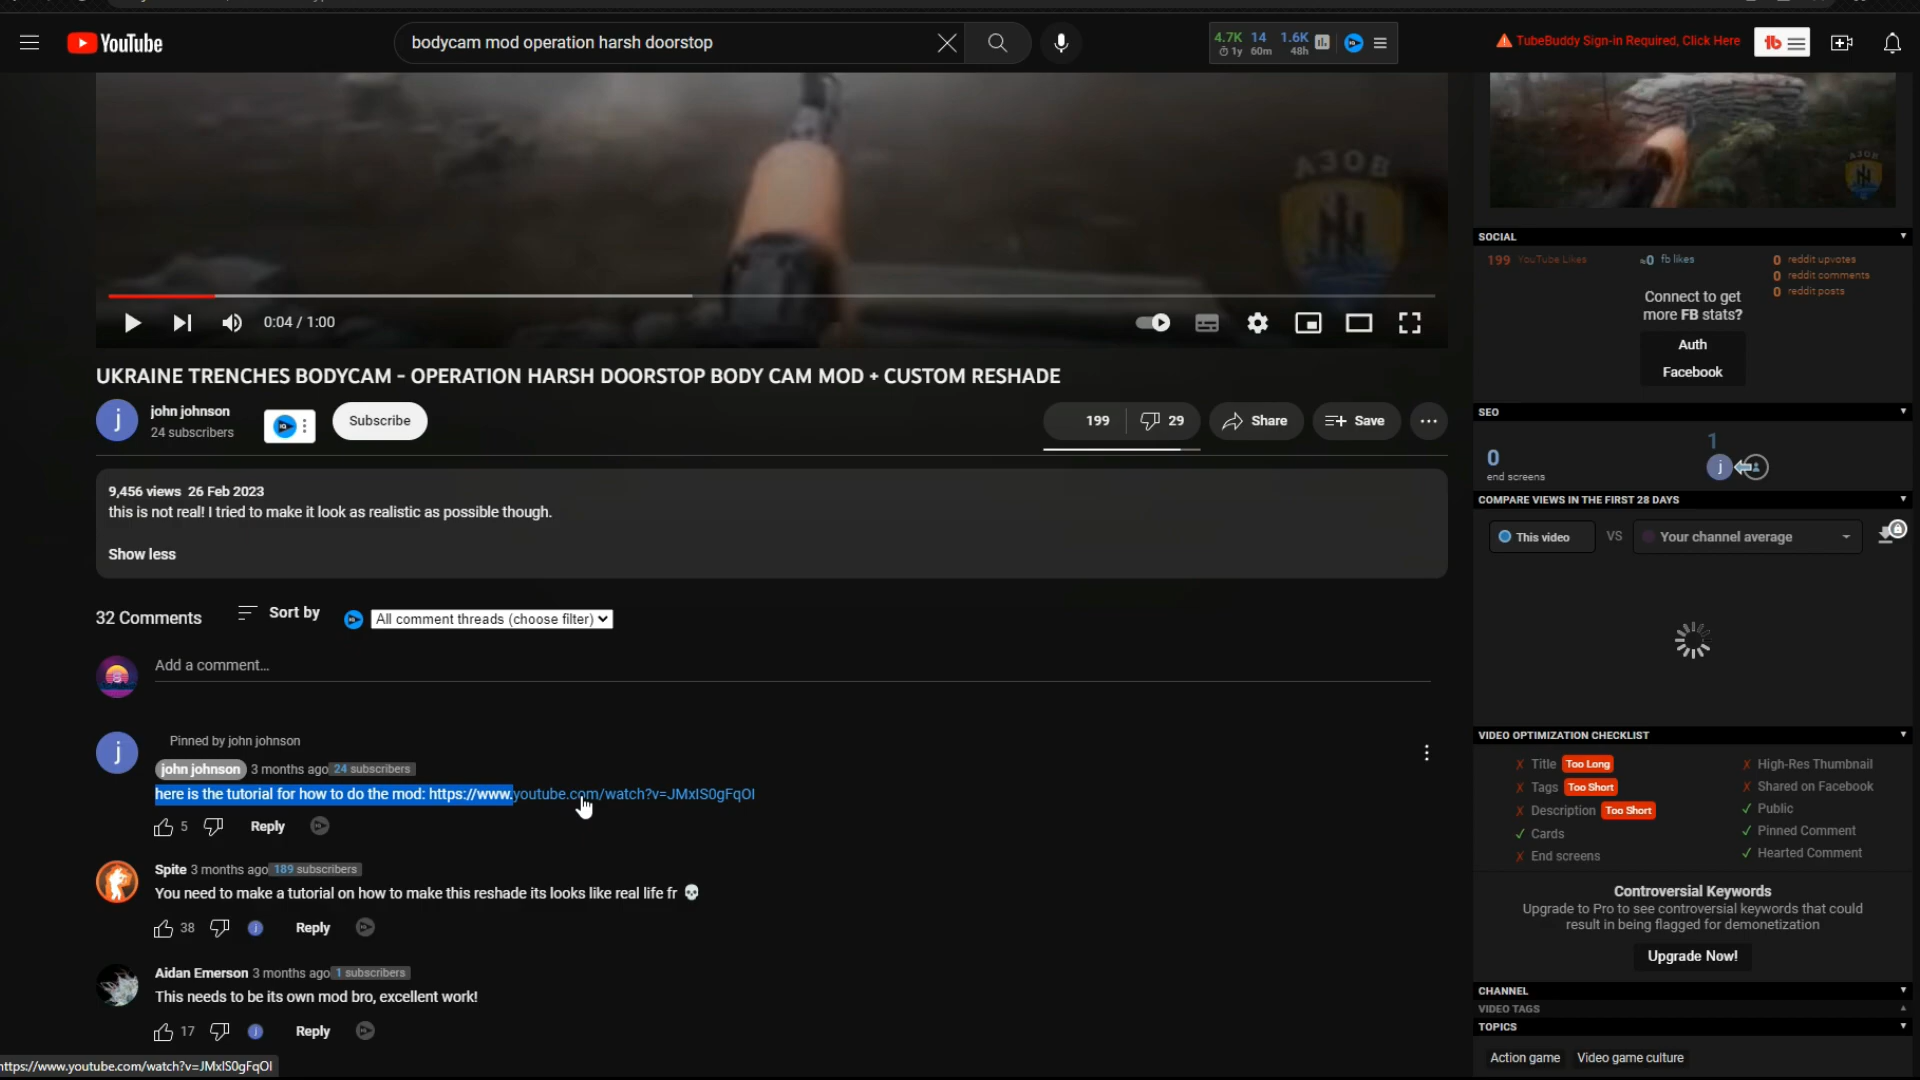 YouTube
bodycam mod operation harsh doorstop
4.7K 14 1.6K
1y 60m 48h
TubeBuddy Sign-in Required, Click Here
tb
AЗОВ
0:04 / 1:00
UKRAINE TRENCHES BODYCAM - OPERATION HARSH DOORSTOP BODY CAM MOD + CUSTOM RESHADE
j
john johnson
24 subscribers
Subscribe
199
29
Share
Save
9,456 views 26 Feb 2023
this is not real! I tried to make it look as realistic as possible though.
Show less
32 Comments
Sort by
All comment threads (choose filter)
Add a comment...
Pinned by john johnson
j
john johnson 3 months ago 24 subscribers
here is the tutorial for how to do the mod: https://www.youtube.com/watch?v=JMxlS0gFqOI
5
Reply
Spite 3 months ago 189 subscribers
You need to make a tutorial on how to make this reshade its looks like real life fr 💀
38
Reply
Aidan Emerson 3 months ago 1 subscribers
This needs to be its own mod bro, excellent work!
17
Reply
https://www.youtube.com/watch?v=JMxlS0gFqOI
SOCIAL
199 YouTube Likes
0 fb likes
0 reddit upvotes
0 reddit comments
0 reddit posts
Connect to get
more FB stats?
Auth
Facebook
SEO
0
end screens
1
j
COMPARE VIEWS IN THE FIRST 28 DAYS
This video
VS
Your channel average
VIDEO OPTIMIZATION CHECKLIST
✗ Title Too Long
✗ Tags Too Short
✗ Description Too Short
✓ Cards
✗ End screens
✗ High-Res Thumbnail
✗ Shared on Facebook
✓ Public
✓ Pinned Comment
✓ Hearted Comment
Controversial Keywords
Upgrade to Pro to see controversial keywords that could
result in being flagged for demonetization
Upgrade Now!
CHANNEL
VIDEO TAGS
TOPICS
Action game
Video game culture